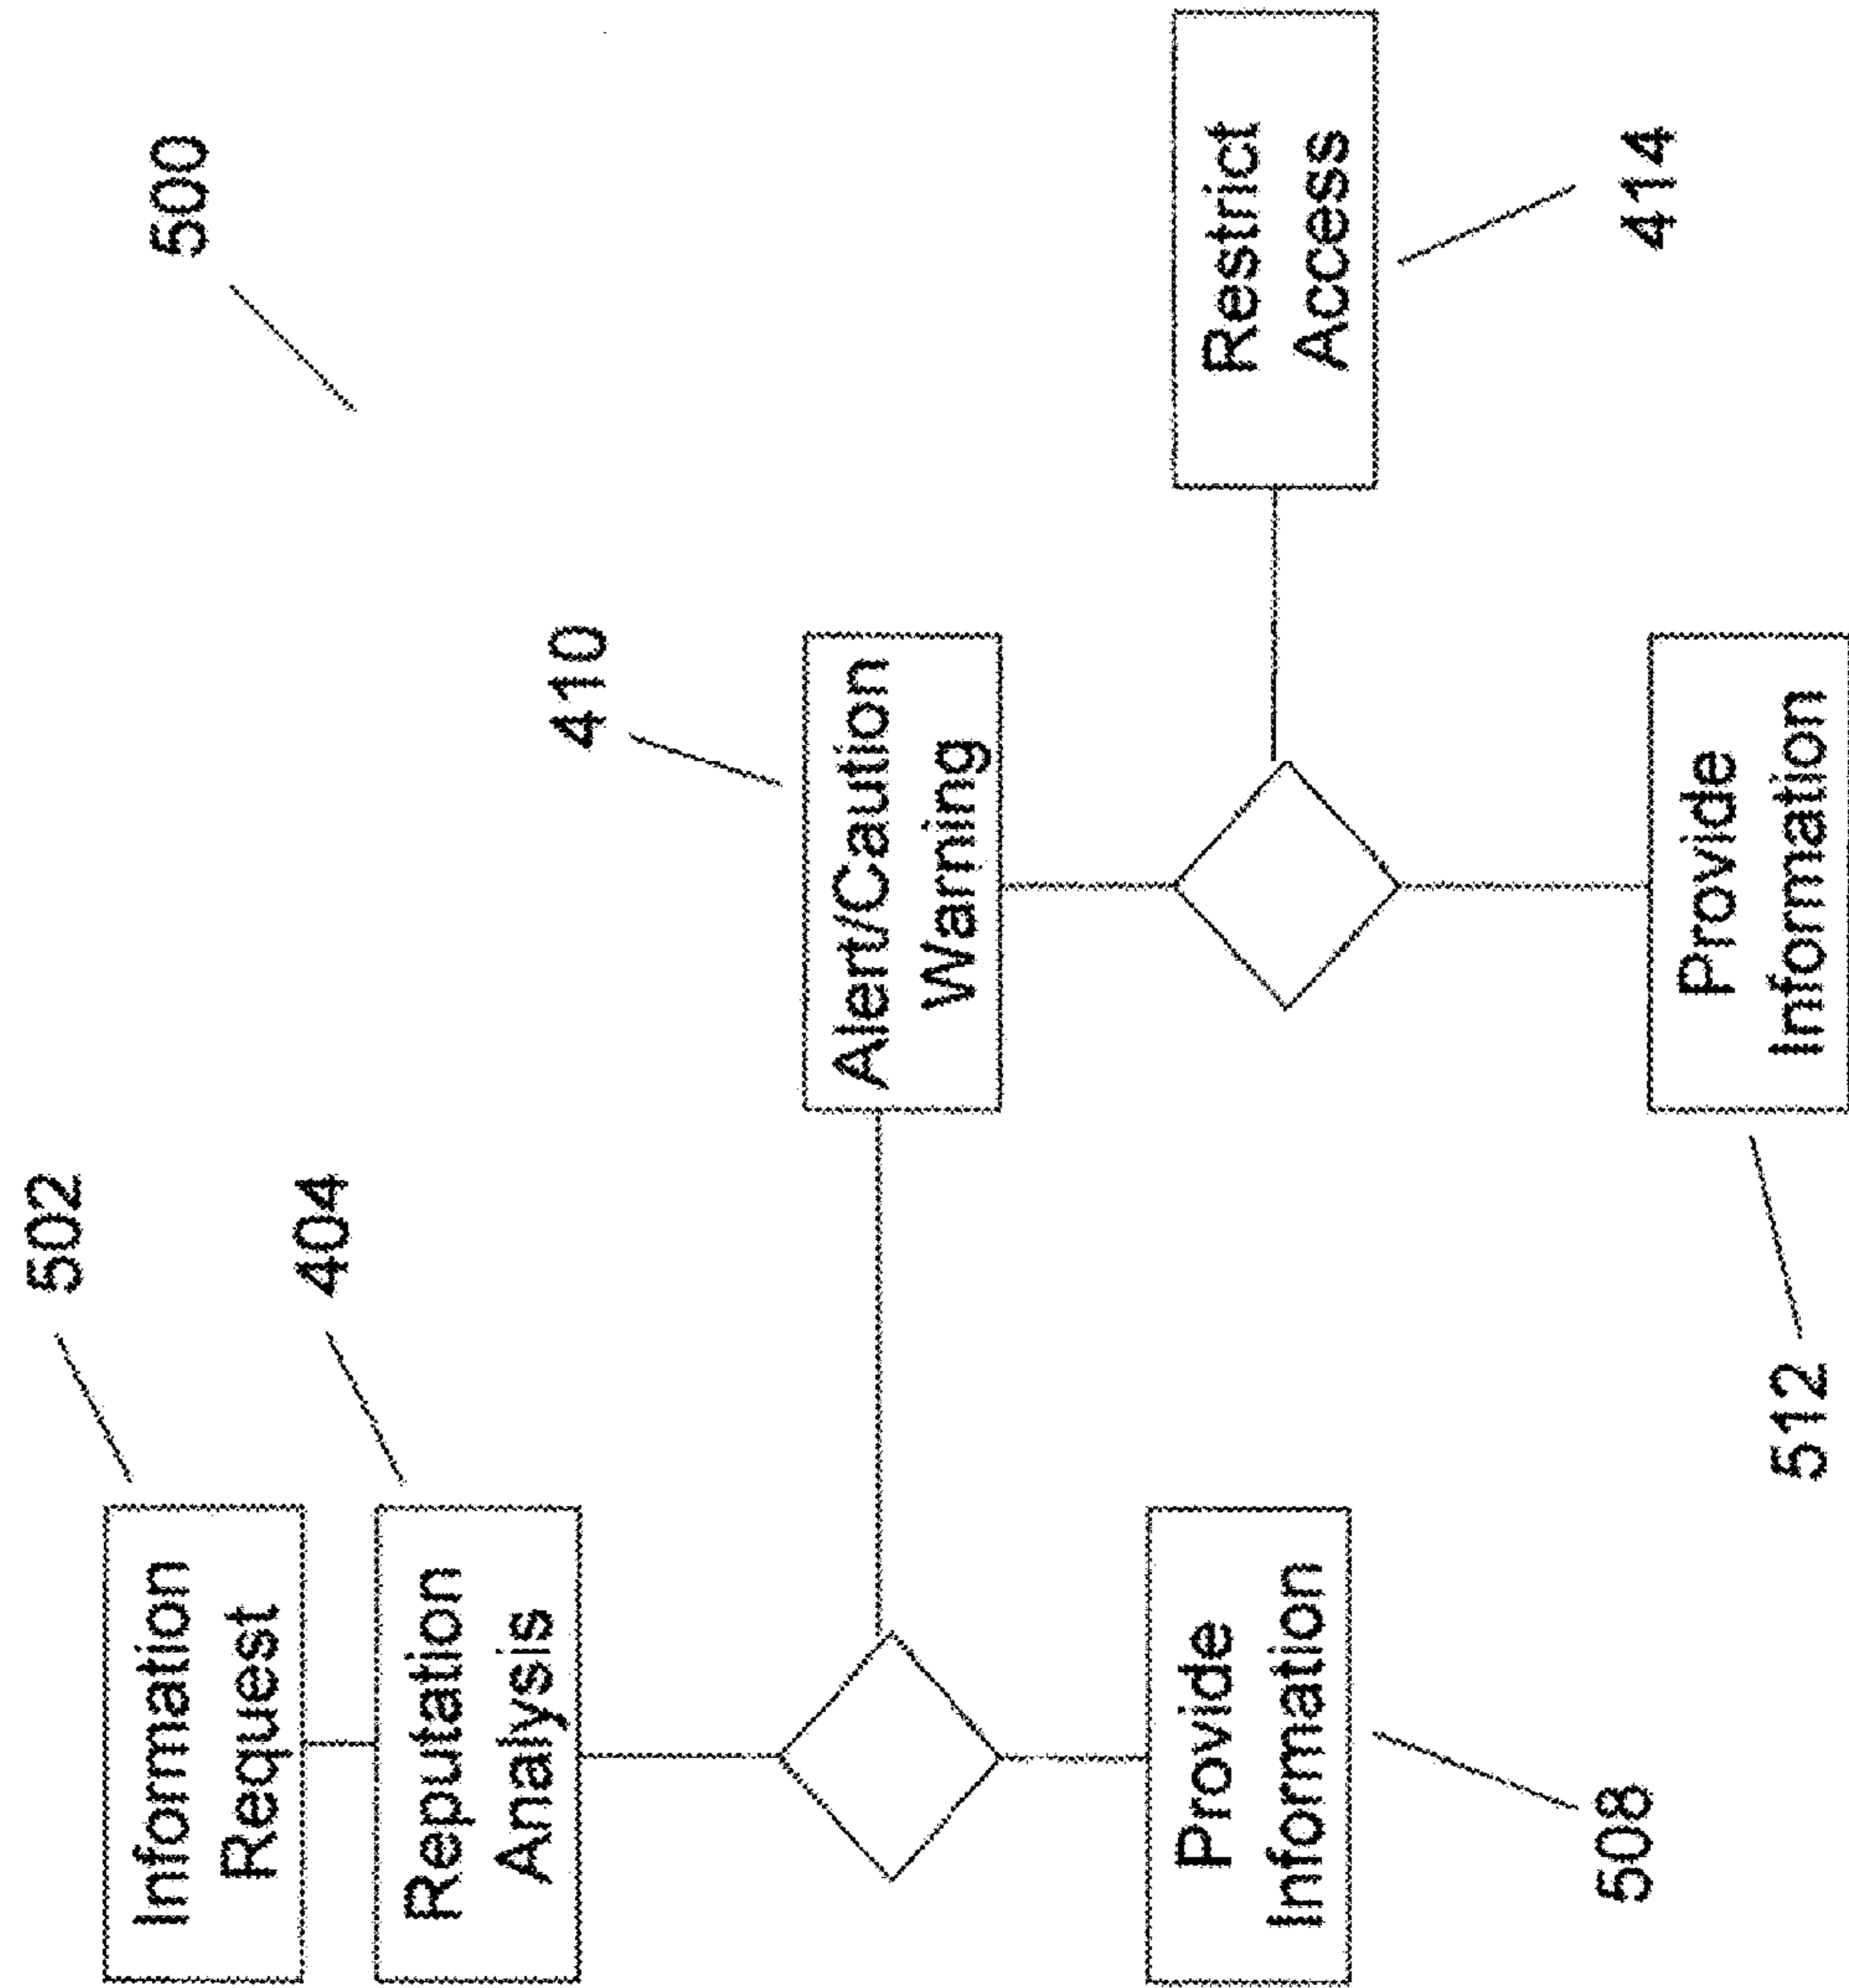 500
502
Information
Request
404
Reputation
Analysis
410
Alert/Caution
Warning
Restrict
Access
414
Provide
Information
508
Provide
Information
512